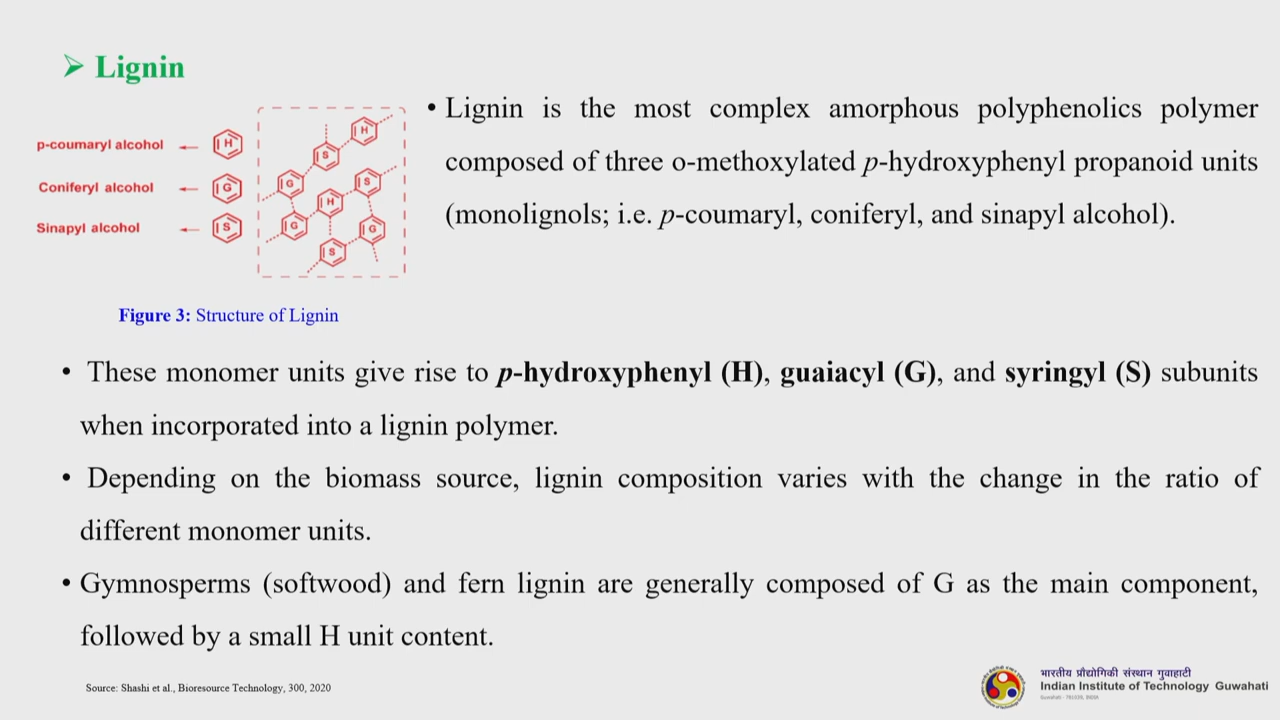 ➢ Lignin
p-coumaryl alcohol ← H
Coniferyl alcohol ← G
Sinapyl alcohol ← S
H
S
G
S
H
G
G
S
Figure 3: Structure of Lignin
• Lignin is the most complex amorphous polyphenolics polymer
composed of three o-methoxylated p-hydroxyphenyl propanoid units
(monolignols; i.e. p-coumaryl, coniferyl, and sinapyl alcohol).
• These monomer units give rise to p-hydroxyphenyl (H), guaiacyl (G), and syringyl (S) subunits
when incorporated into a lignin polymer.
• Depending on the biomass source, lignin composition varies with the change in the ratio of
different monomer units.
• Gymnosperms (softwood) and fern lignin are generally composed of G as the main component,
followed by a small H unit content.
Source: Shashi et al., Bioresource Technology, 300, 2020
भारतीय प्रौद्योगिकी संस्थान गुवाहाटी
Indian Institute of Technology Guwahati
Guwahati - 781039, INDIA